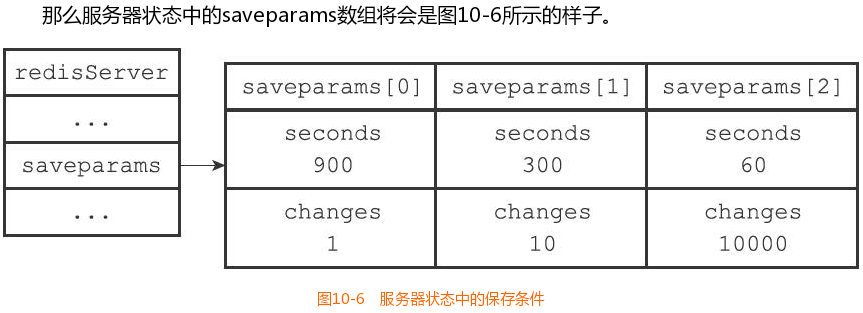 那么服务器状态中的saveparams数组将会是图10-6所示的样子。
redisServer
...
saveparams
...
saveparams[0] saveparams[1] saveparams[2]
seconds seconds seconds
900 300 60
changes changes changes
1 10 10000
图10-6 服务器状态中的保存条件